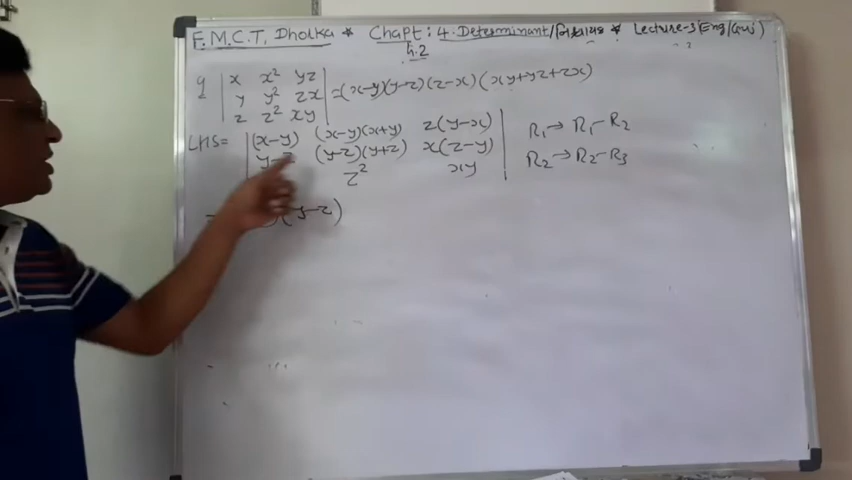 F.M.C.T. Dholka * Chapt: 4. Determinant/ * Lecture-3 (Eng/Guj)
4.2
9 | x x² yz | =(x-y)(y-z)(z-x)(xy+yz+zx)
| y y² zx |
| z z² xy |
LHS= | (x-y) (x-y)(x+y) z(y-x) | R₁→R₁-R₂
| y-z (y-z)(y+z) x(z-y) | R₂→R₂-R₃
| z² xy |
(y-z)